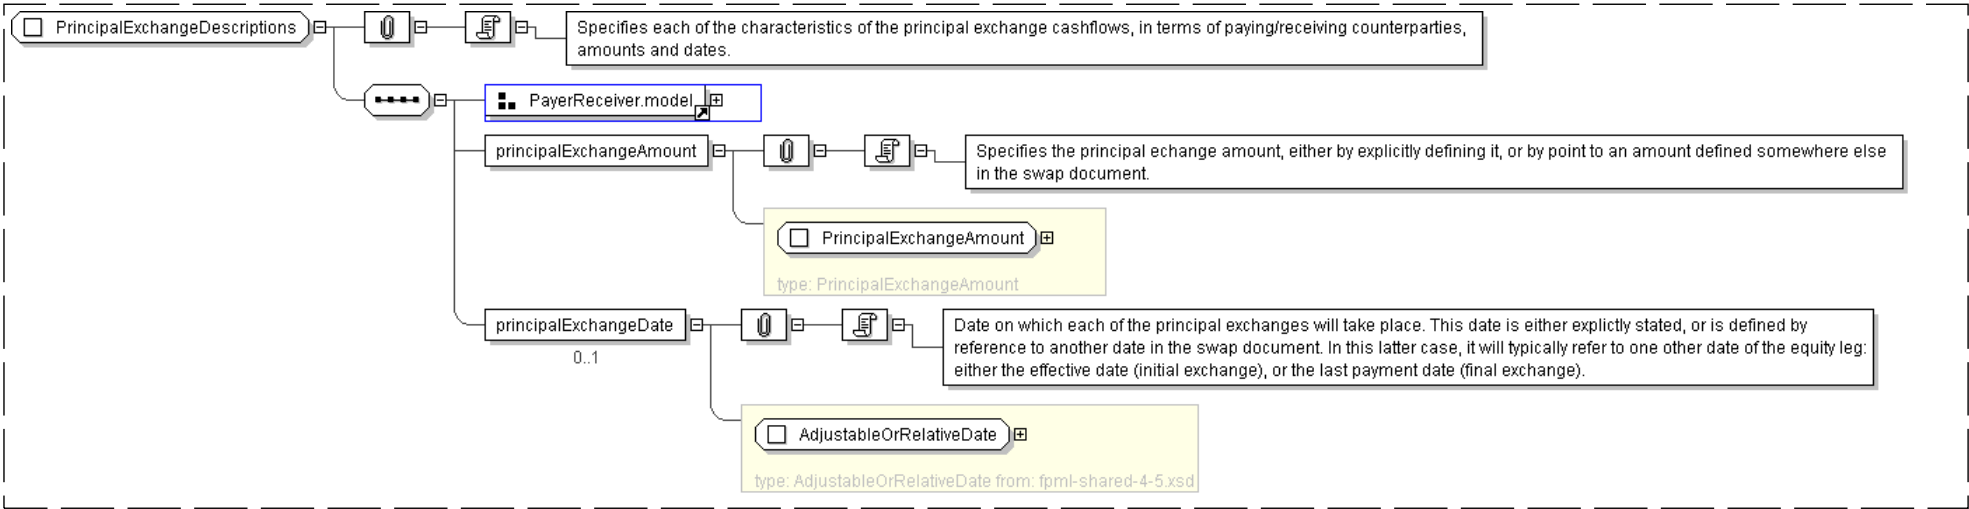 PrincipalExchangeDescriptions
Specifies each of the characteristics of the principal exchange cashflows, in terms of paying/receiving counterparties,
amounts and dates.
PayerReceiver.model
principalExchangeAmount
Specifies the principal echange amount, either by explicitly defining it, or by point to an amount defined somewhere else
in the swap document.
PrincipalExchangeAmount
type: PrincipalExchangeAmount
principalExchangeDate
0..1
Date on which each of the principal exchanges will take place. This date is either explictly stated, or is defined by
reference to another date in the swap document. In this latter case, it will typically refer to one other date of the equity leg:
either the effective date (initial exchange), or the last payment date (final exchange).
AdjustableOrRelativeDate
type: AdjustableOrRelativeDate from: fpml-shared-4-5.xsd